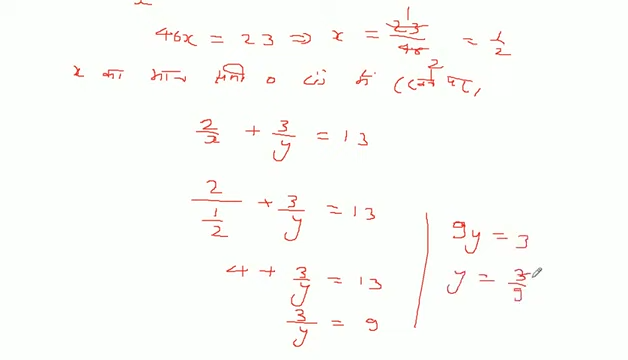 x
46x = 23 ⇒ x = 23/46 = 1/2
x का मान समी० में रखने पर,
2/x + 3/y = 13
2/(1/2) + 3/y = 13
4 + 3/y = 13
3/y = 9
9y = 3
y = 3/9